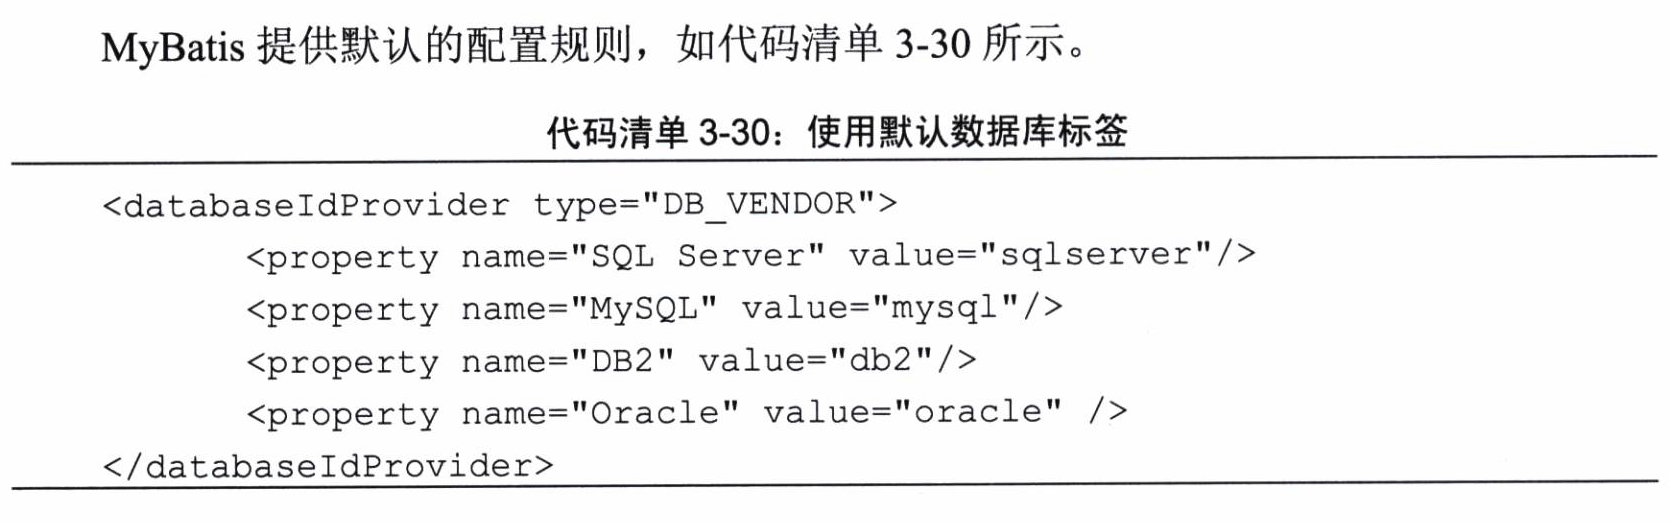 MyBatis 提供默认的配置规则，如代码清单 3-30 所示。
代码清单 3-30：使用默认数据库标签
<databaseIdProvider type="DB_VENDOR">
<property name="SQL Server" value="sqlserver"/>
<property name="MySQL" value="mysql"/>
<property name="DB2" value="db2"/>
<property name="Oracle" value="oracle" />
</databaseIdProvider>